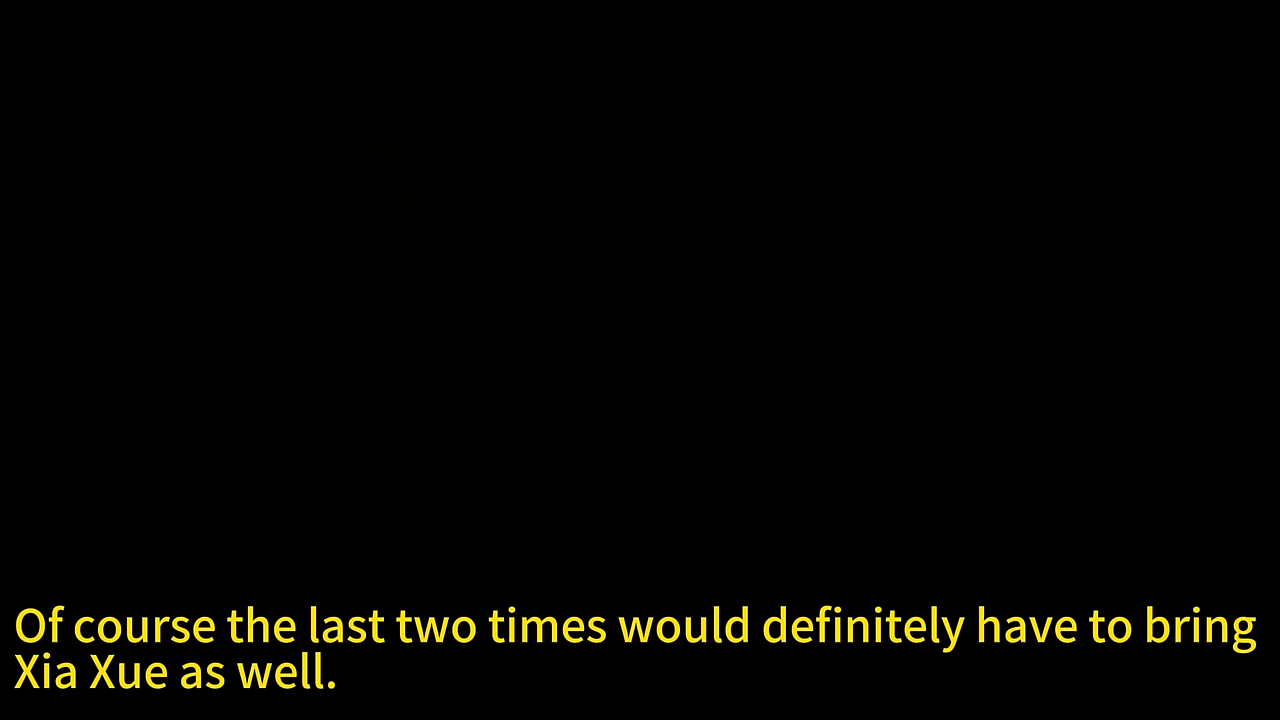 Of course the last two times would definitely have to bring
Xia Xue as well.